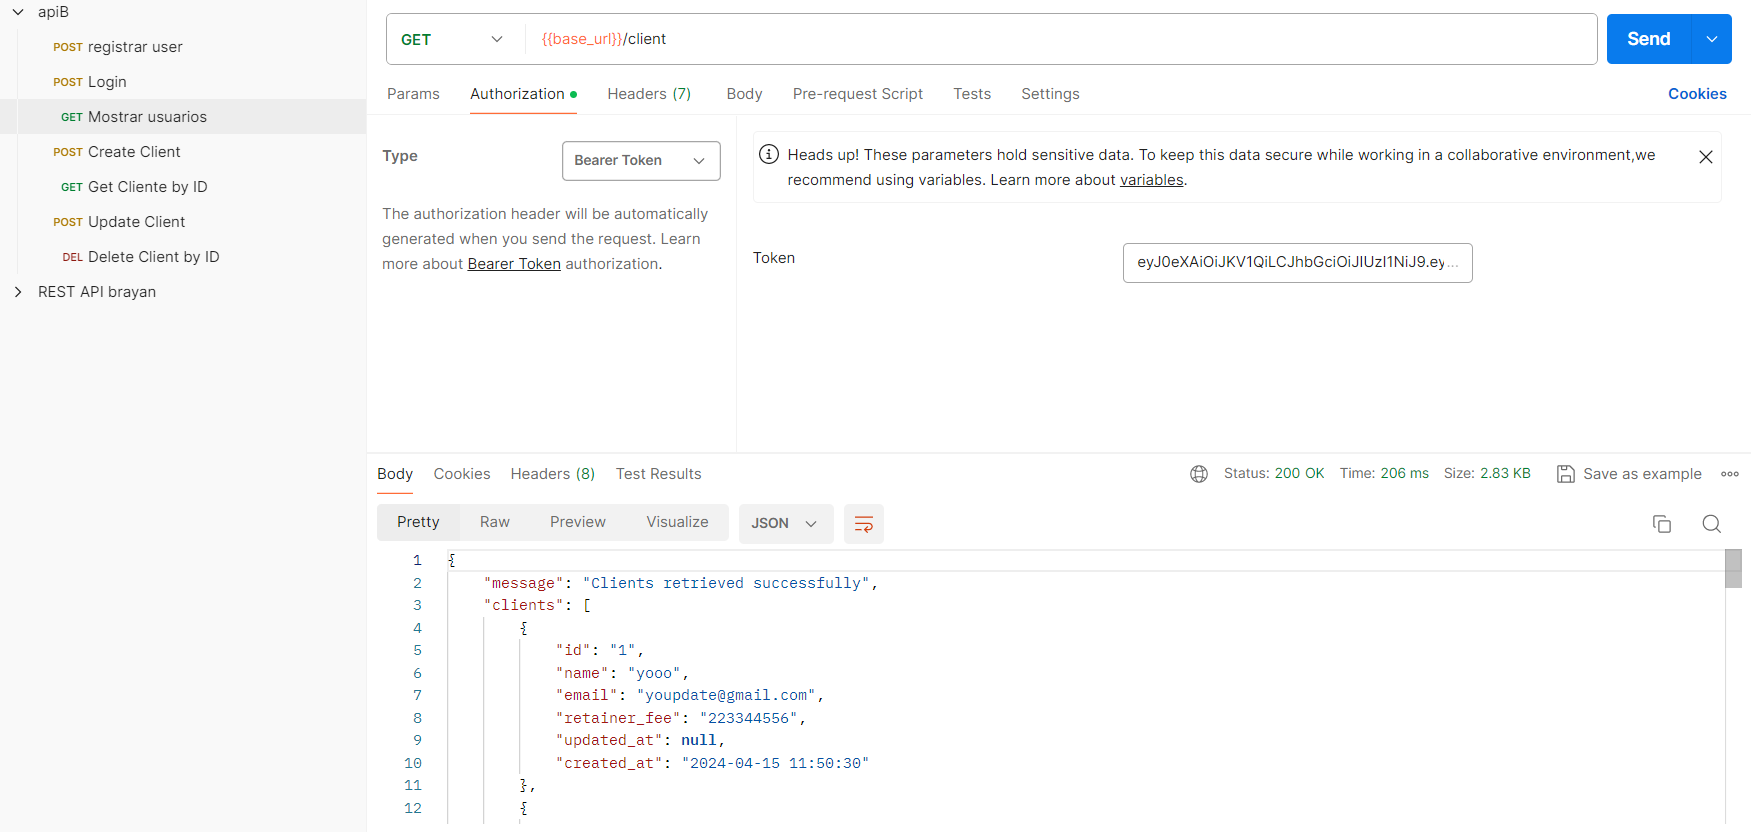 apiB
POST registrar user
POST Login
GET Mostrar usuarios
POST Create Client
GET Get Cliente by ID
POST Update Client
DEL Delete Client by ID
REST API brayan
GET {{base_url}}/client
Send
Params Authorization Headers (7) Body Pre-request Script Tests Settings
Cookies
Type
Bearer Token
The authorization header will be automatically
generated when you send the request. Learn
more about Bearer Token authorization.
Heads up! These parameters hold sensitive data. To keep this data secure while working in a collaborative environment,we
recommend using variables. Learn more about variables.
Token
eyJ0eXAiOiJKV1QiLCJhbGciOiJIUzI1NiJ9.ey...
Body Cookies Headers (8) Test Results
Status: 200 OK Time: 206 ms Size: 2.83 KB Save as example
Pretty Raw Preview Visualize JSON
1 {
2 "message": "Clients retrieved successfully",
3 "clients": [
4 {
5 "id": "1",
6 "name": "yooo",
7 "email": "youpdate@gmail.com",
8 "retainer_fee": "223344556",
9 "updated_at": null,
10 "created_at": "2024-04-15 11:50:30"
11 },
12 {